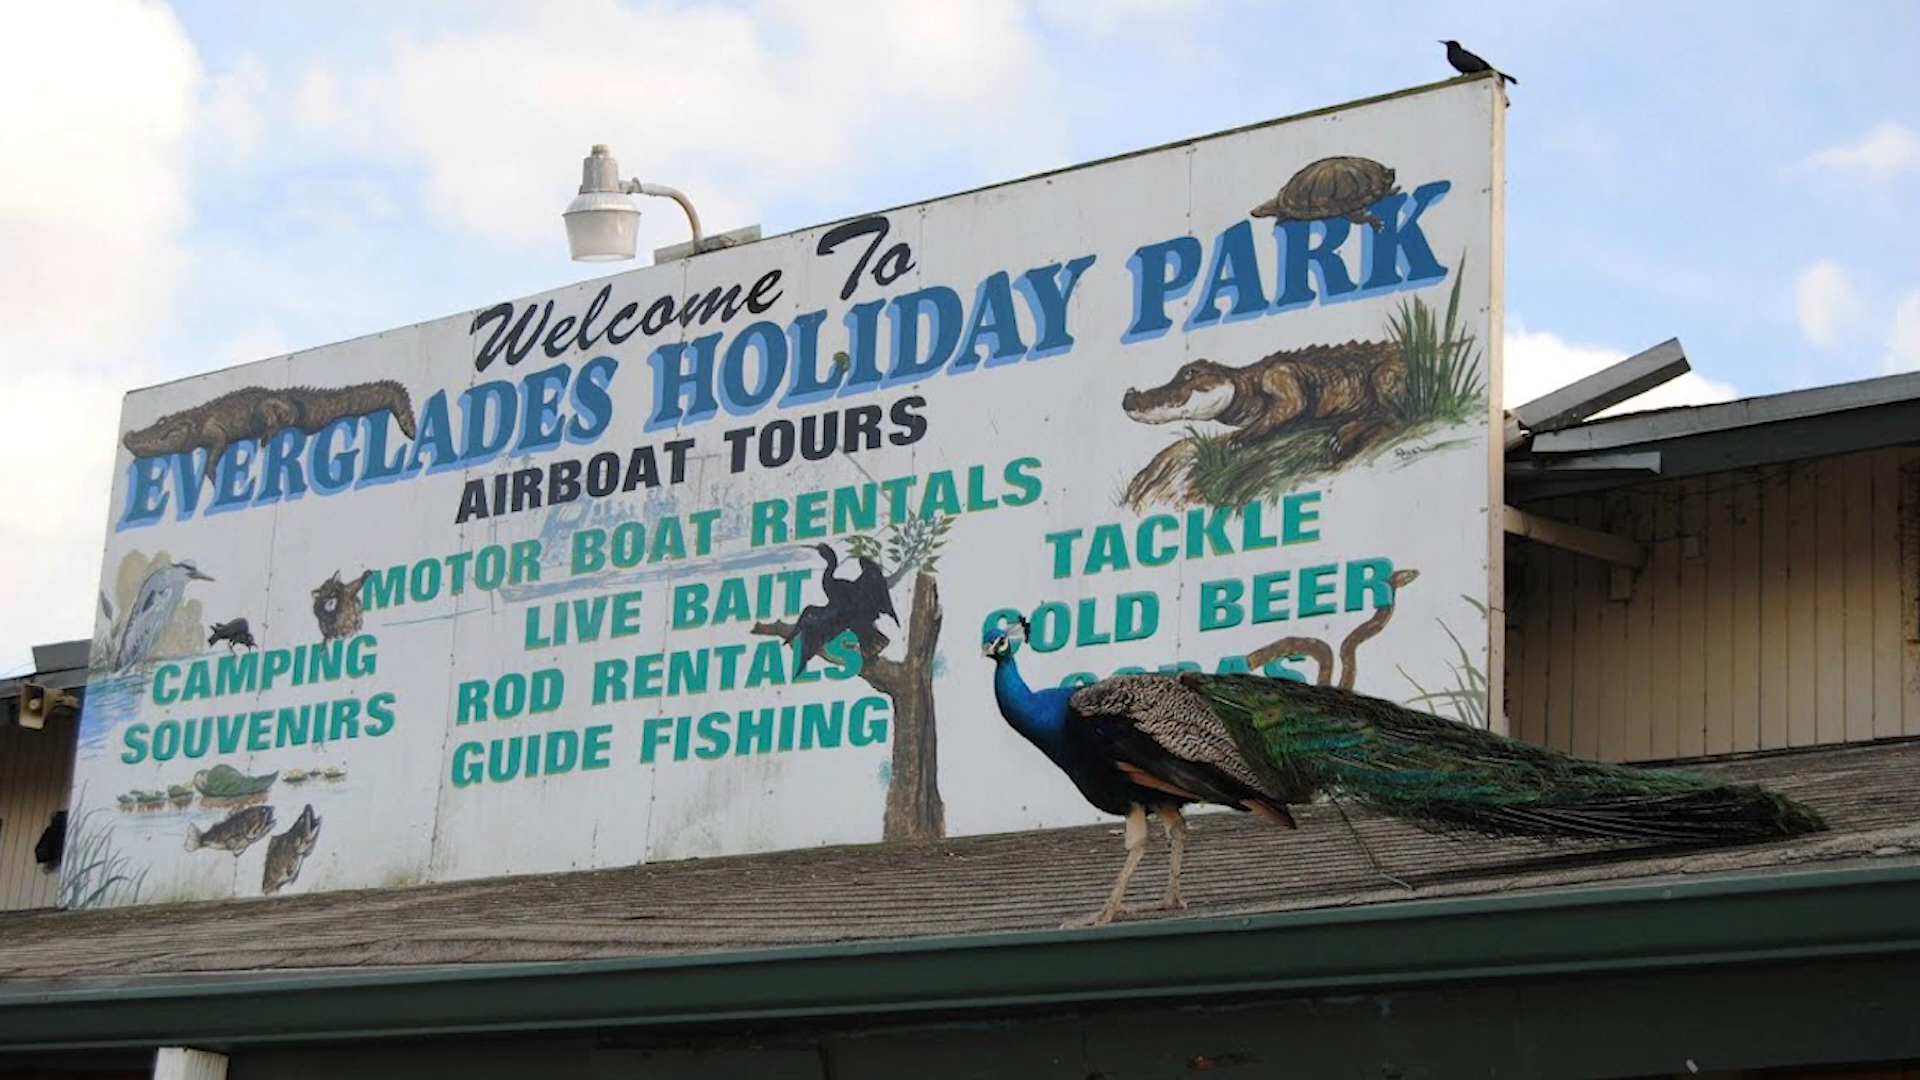 Welcome To
EVERGLADES HOLIDAY PARK
AIRBOAT TOURS
MOTOR BOAT RENTALS
LIVE BAIT
ROD RENTALS
GUIDE FISHING
CAMPING
SOUVENIRS
TACKLE
COLD BEER